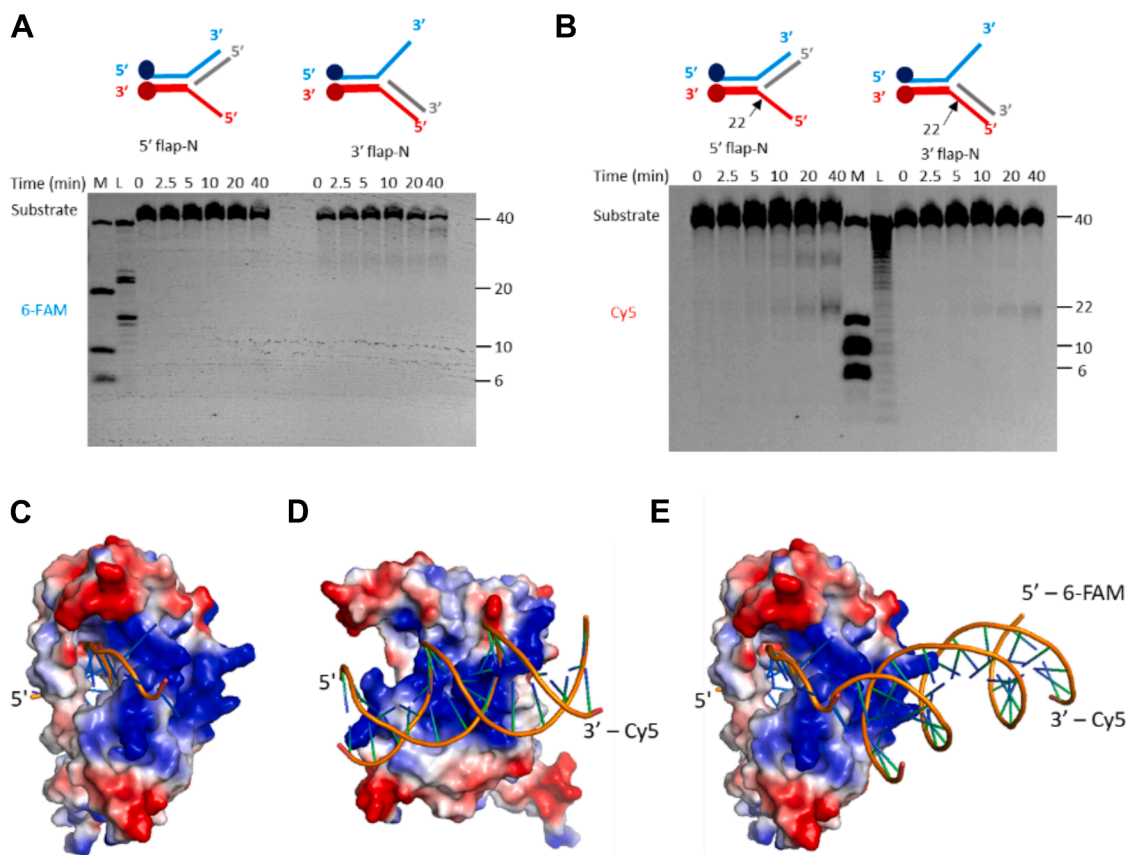 A
3'
5'
5'
3'
5'
5' flap-N
3'
5'
3'
3'
5'
3' flap-N
Time (min) M L 0 2.5 5 10 20 40 0 2.5 5 10 20 40
Substrate
6-FAM
40
20
10
6
B
3'
5'
5'
3'
22
5'
5' flap-N
3'
5'
3'
22
3'
5'
3' flap-N
Time (min) 0 2.5 5 10 20 40 M L 0 2.5 5 10 20 40
Substrate
Cy5
40
22
10
6
C
5'
D
5'
3' – Cy5
E
5'
5' – 6-FAM
3' – Cy5